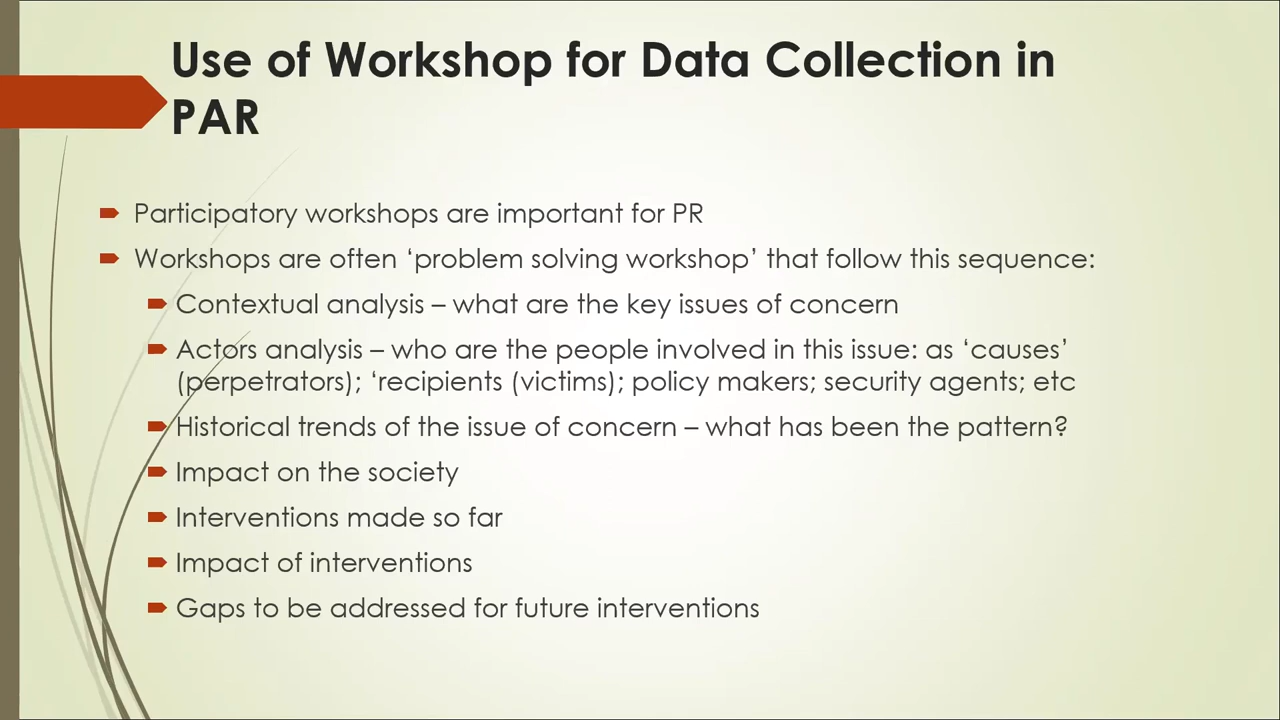 Use of Workshop for Data Collection in
PAR
Participatory workshops are important for PR
Workshops are often ‘problem solving workshop’ that follow this sequence:
Contextual analysis – what are the key issues of concern
Actors analysis – who are the people involved in this issue: as ‘causes’
(perpetrators); ‘recipients (victims); policy makers; security agents; etc
Historical trends of the issue of concern – what has been the pattern?
Impact on the society
Interventions made so far
Impact of interventions
Gaps to be addressed for future interventions